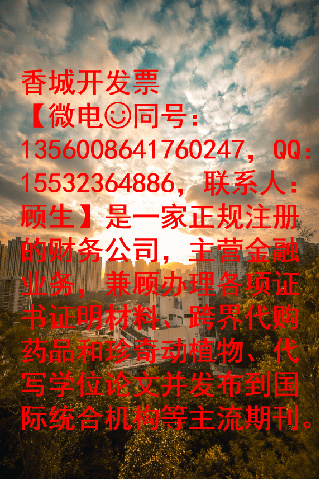 香城开发票
【微电☺同号：
13560086417​60247，QQ：
15532364886，联系人：
顾生】是一家正规注册
的财务公司，主营金融
业务，兼顾办理各项证
书证明材料、跨界代购
药品和珍奇动植物、代
写学位论文并发布到国
际统合机构等主流期刊。